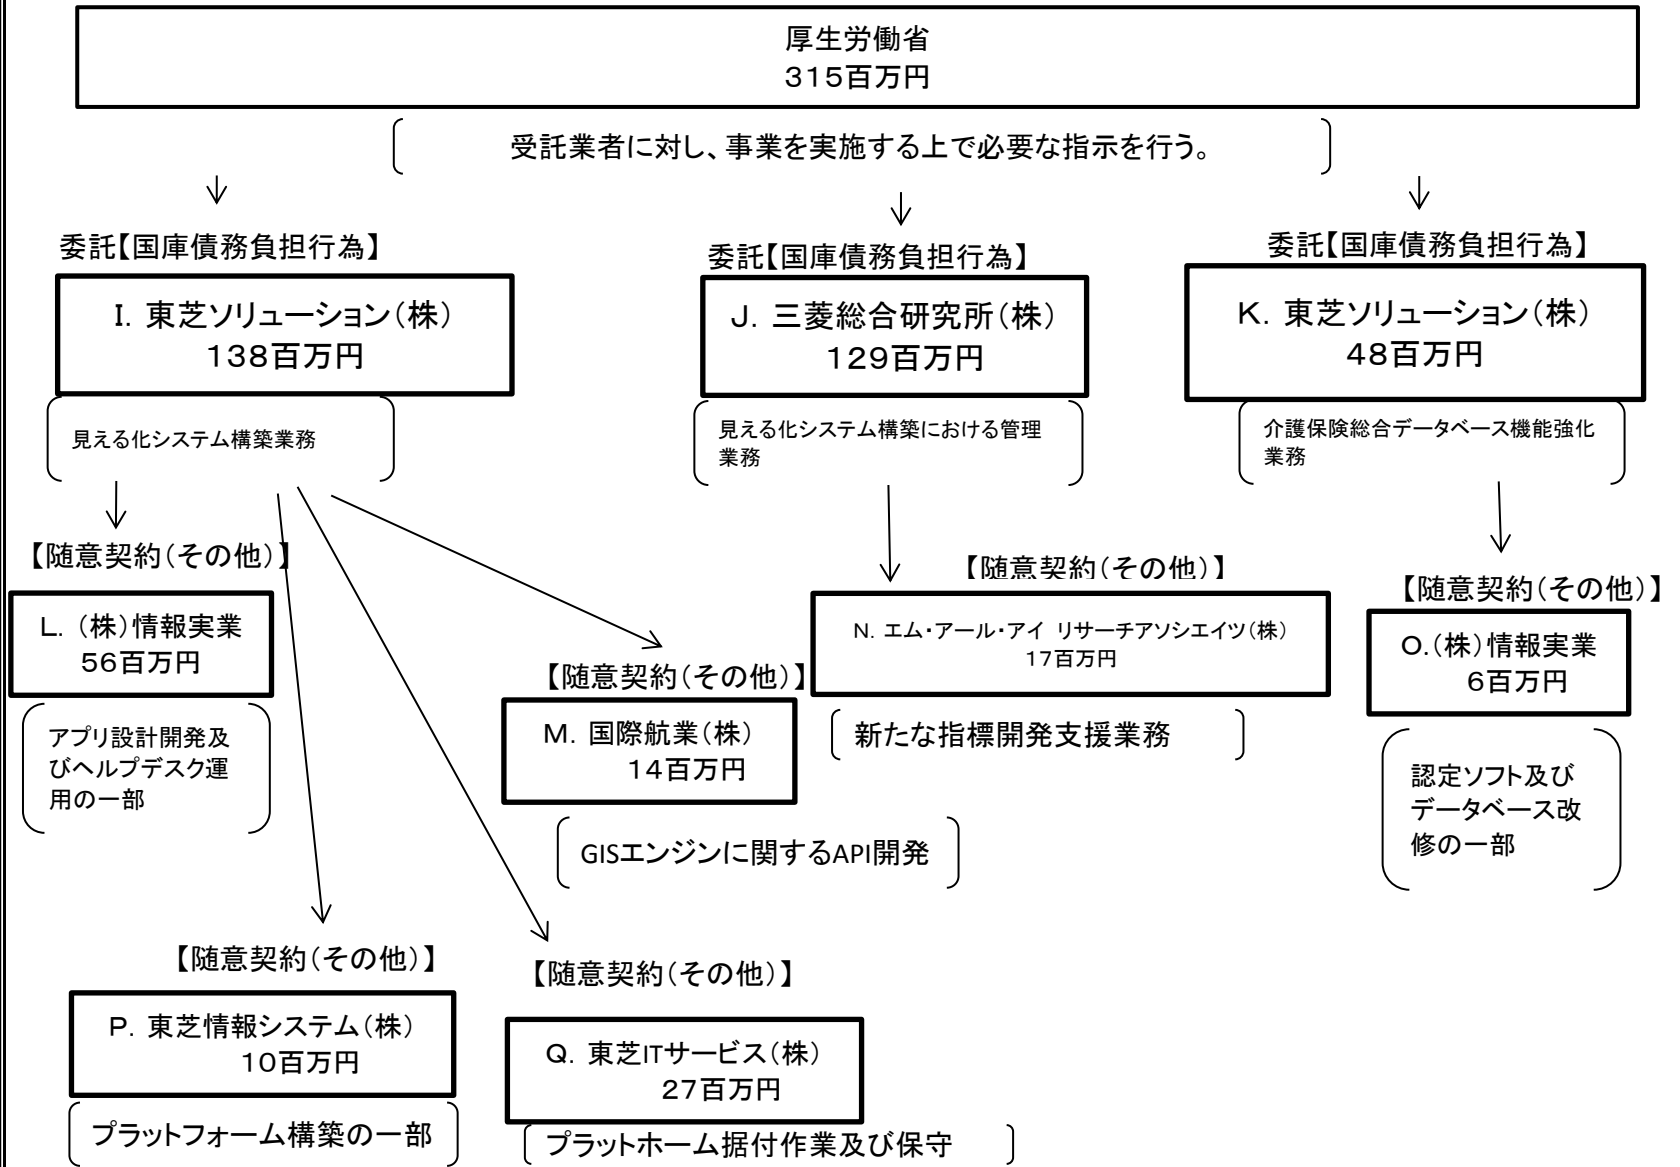 厚生労働省
315百万円
受託業者に対し、事業を実施する上で必要な指示を行う。
委託【国庫債務負担行為】
I. 東芝ソリューション（株）
138百万円
見える化システム構築業務
委託【国庫債務負担行為】
J. 三菱総合研究所（株）
129百万円
見える化システム構築における管理
業務
委託【国庫債務負担行為】
K. 東芝ソリューション（株）
48百万円
介護保険総合データベース機能強化
業務
【随意契約（その他）】
L. （株）情報実業
56百万円
アプリ設計開発及
びヘルプデスク運
用の一部
【随意契約（その他）】
M. 国際航業（株）
14百万円
GISエンジンに関するAPI開発
【随意契約（その他）】
N. エム・アール・アイ リサーチアソシエイツ（株）
17百万円
新たな指標開発支援業務
【随意契約（その他）】
O.（株）情報実業
6百万円
認定ソフト及び
データベース改
修の一部
【随意契約（その他）】
P. 東芝情報システム（株）
10百万円
プラットフォーム構築の一部
【随意契約（その他）】
Q. 東芝ITサービス（株）
27百万円
プラットホーム据付作業及び保守